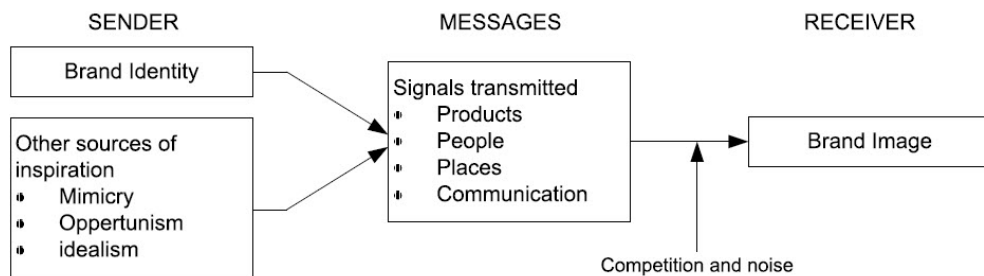 SENDER
MESSAGES
RECEIVER
Brand Identity
Other sources of
inspiration
Mimicry
Oppertunism
idealism
Signals transmitted
Products
People
Places
Communication
Brand Image
Competition and noise